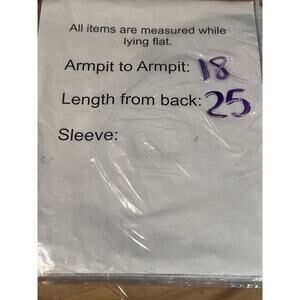 All items are measured while
lying flat.
Armpit to Armpit: 18
Length from back: 25
Sleeve: